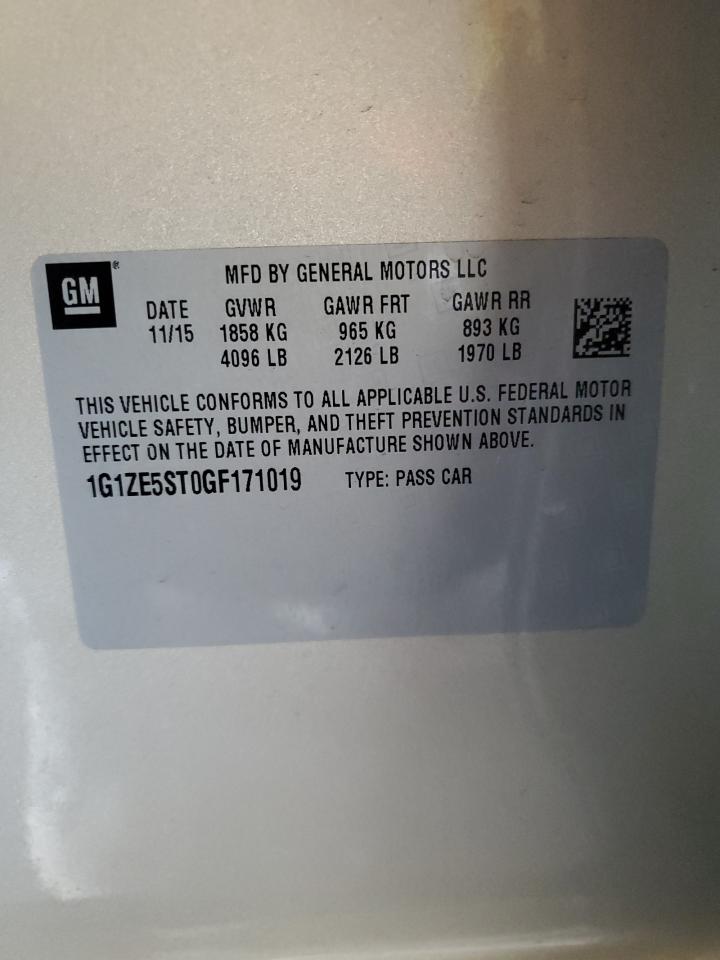 GM®
MFD BY GENERAL MOTORS LLC
DATE GVWR GAWR FRT GAWR RR
11/15 1858 KG 965 KG 893 KG
4096 LB 2126 LB 1970 LB
THIS VEHICLE CONFORMS TO ALL APPLICABLE U.S. FEDERAL MOTOR
VEHICLE SAFETY, BUMPER, AND THEFT PREVENTION STANDARDS IN
EFFECT ON THE DATE OF MANUFACTURE SHOWN ABOVE.
1G1ZE5ST0GF171019 TYPE: PASS CAR